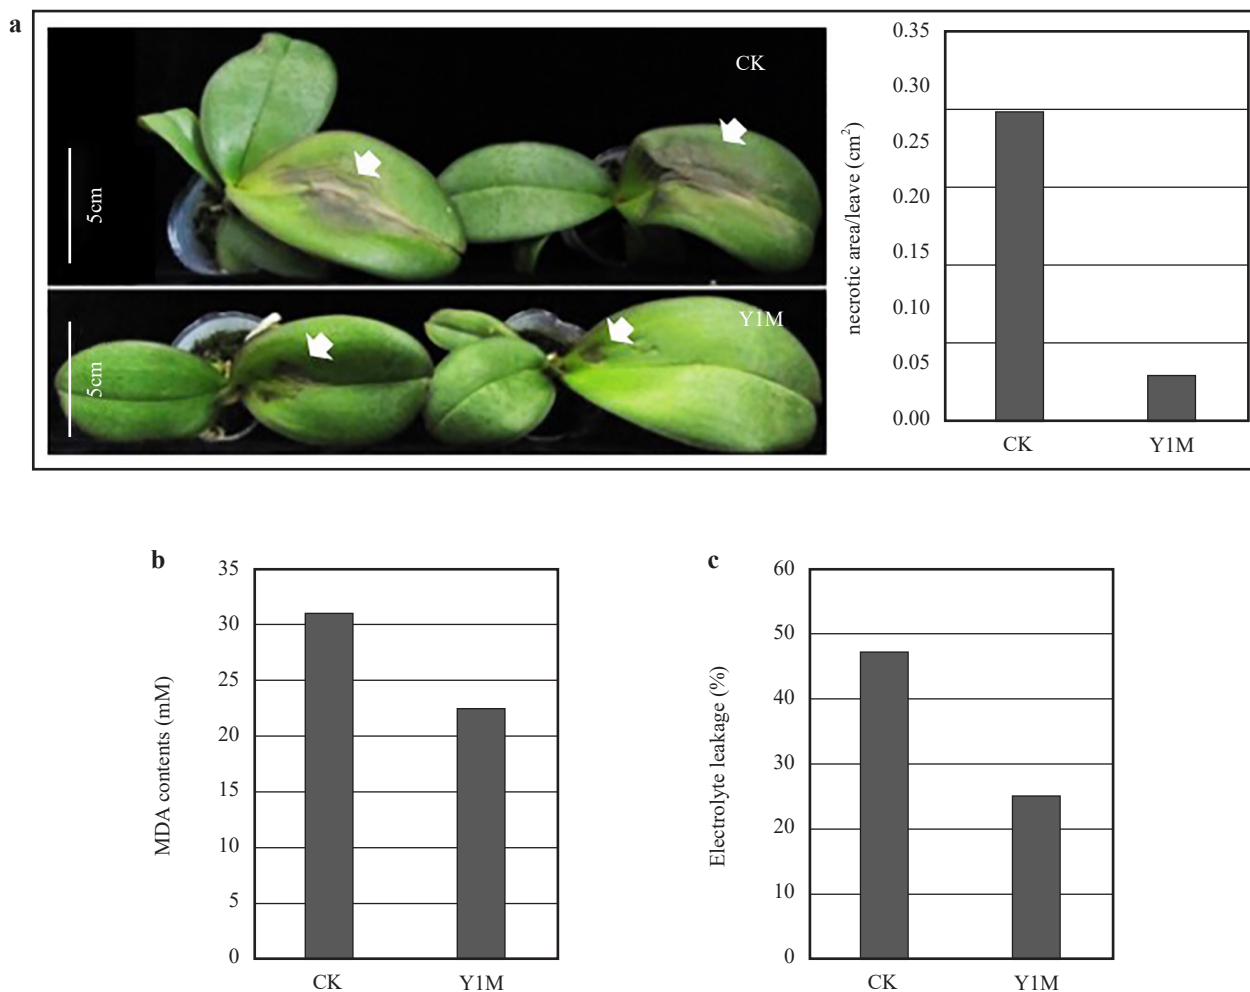 a
CK
5cm
Y1M
5cm
necrotic area/leave (cm²)
0.35
0.30
0.25
0.20
0.15
0.10
0.05
0.00
CK
Y1M
b
MDA contents (mM)
35
30
25
20
15
10
5
0
CK
Y1M
c
Electrolyte leakage (%)
60
50
40
30
20
10
0
CK
Y1M